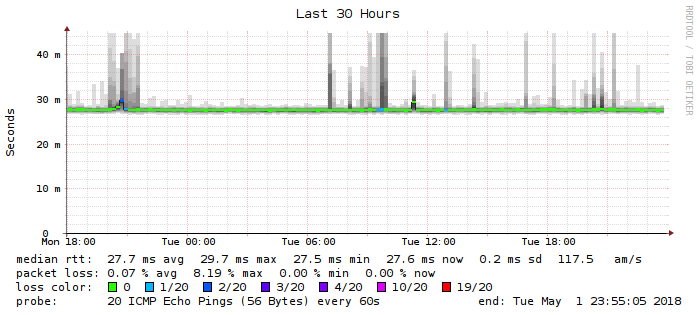 Last 30 Hours
RRDTOOL / TOBI OETIKER
Seconds
40 m
30 m
20 m
10 m
0
Mon 18:00 Tue 00:00 Tue 06:00 Tue 12:00 Tue 18:00
median rtt: 27.7 ms avg 29.7 ms max 27.5 ms min 27.6 ms now 0.2 ms sd 117.5 am/s
packet loss: 0.07 % avg 8.19 % max 0.00 % min 0.00 % now
loss color: 0 1/20 2/20 3/20 4/20 10/20 19/20
probe: 20 ICMP Echo Pings (56 Bytes) every 60s end: Tue May 1 23:55:05 2018